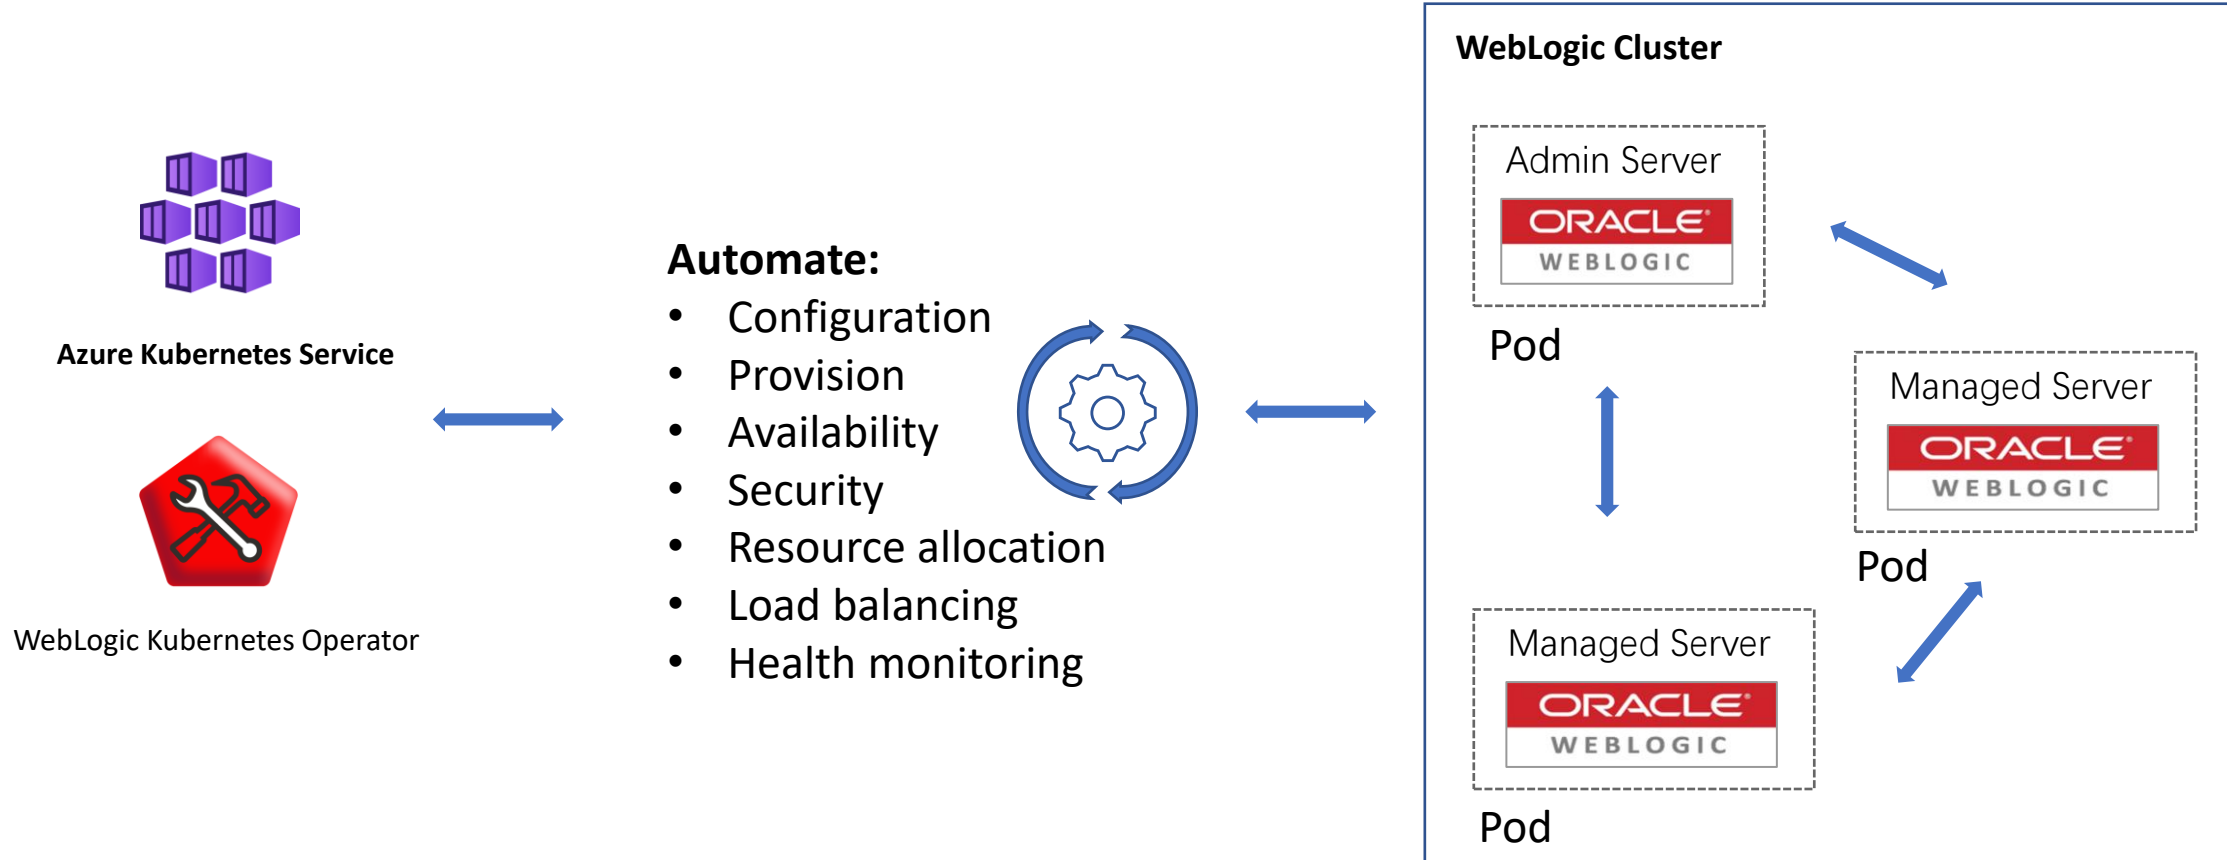 Azure Kubernetes Service
WebLogic Kubernetes Operator
Automate:
• Configuration
• Provision
• Availability
• Security
• Resource allocation
• Load balancing
• Health monitoring
WebLogic Cluster
Admin Server
ORACLE®
WEBLOGIC
Pod
Managed Server
ORACLE®
WEBLOGIC
Pod
Managed Server
ORACLE®
WEBLOGIC
Pod